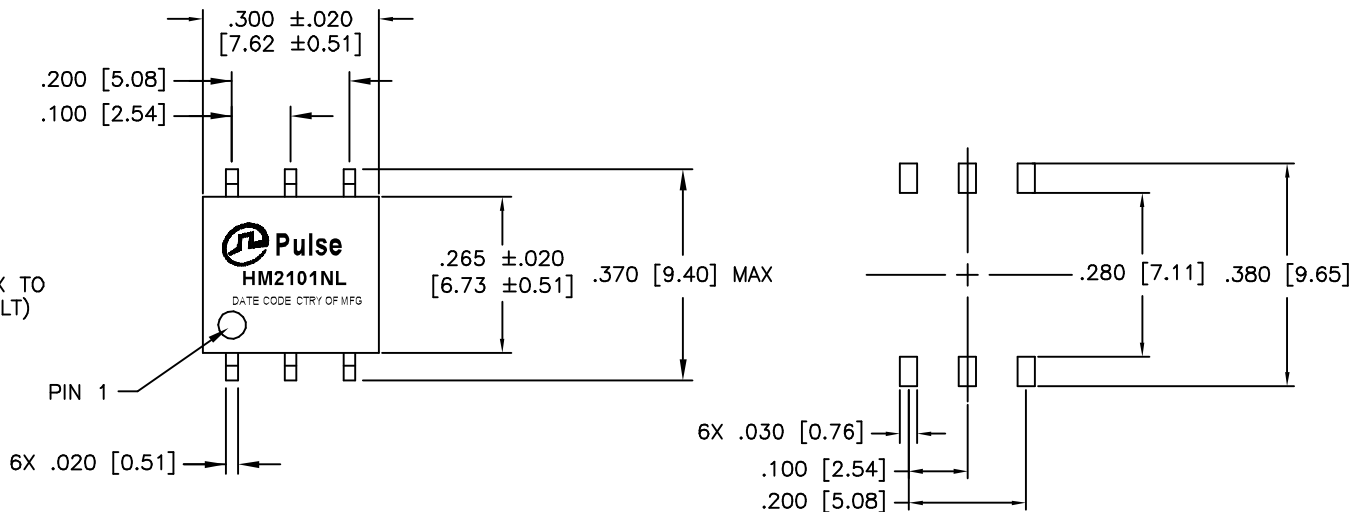 .300 ±.020
[7.62 ±0.51]
.200 [5.08]
.100 [2.54]
Pulse
HM2101NL
DATE CODE CTRY OF MFG
X TO
LT)
PIN 1
6X .020 [0.51]
.265 ±.020
[6.73 ±0.51]
.370 [9.40] MAX
.280 [7.11]
.380 [9.65]
6X .030 [0.76]
.100 [2.54]
.200 [5.08]